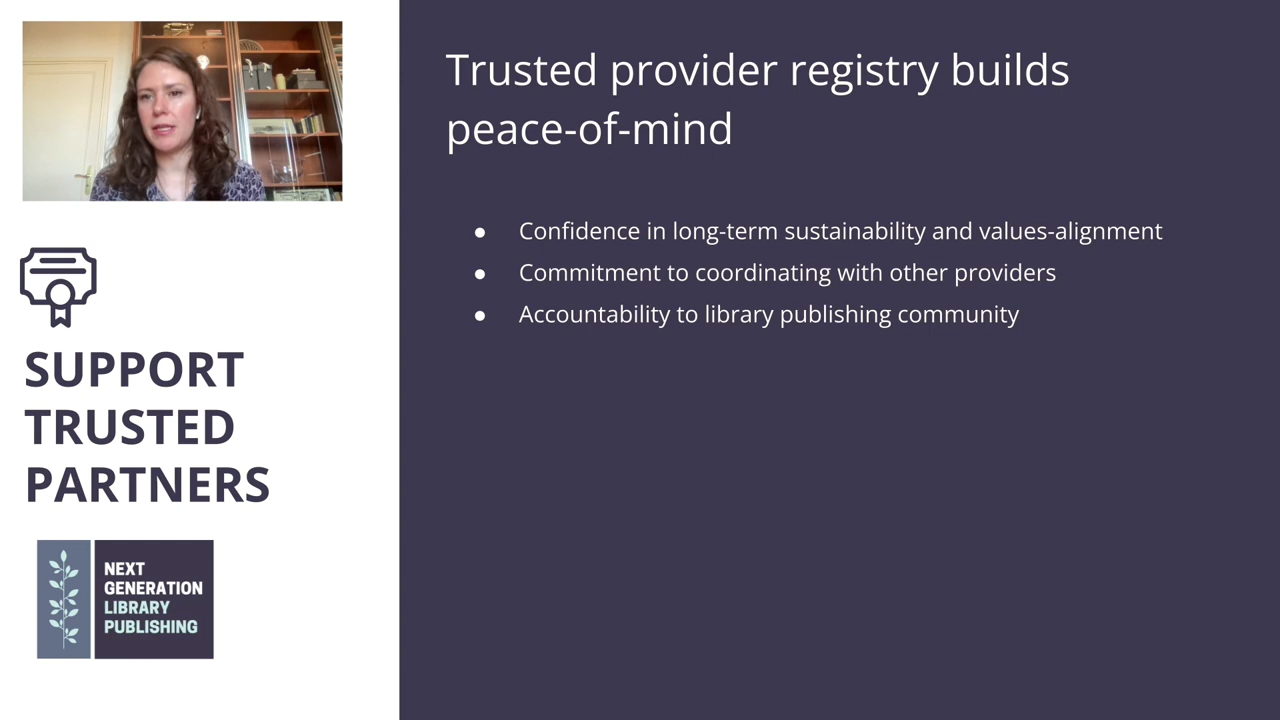 Trusted provider registry builds
peace-of-mind
● Confidence in long-term sustainability and values-alignment
● Commitment to coordinating with other providers
● Accountability to library publishing community
SUPPORT
TRUSTED
PARTNERS
NEXT
GENERATION
LIBRARY
PUBLISHING